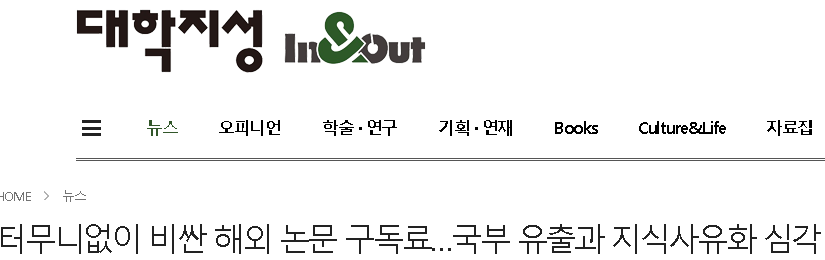 대학지성 In&Out
뉴스 오피니언 학술·연구 기획·연재 Books Culture&Life 자료집
HOME > 뉴스
터무니없이 비싼 해외 논문 구독료...국부 유출과 지식사유화 심각